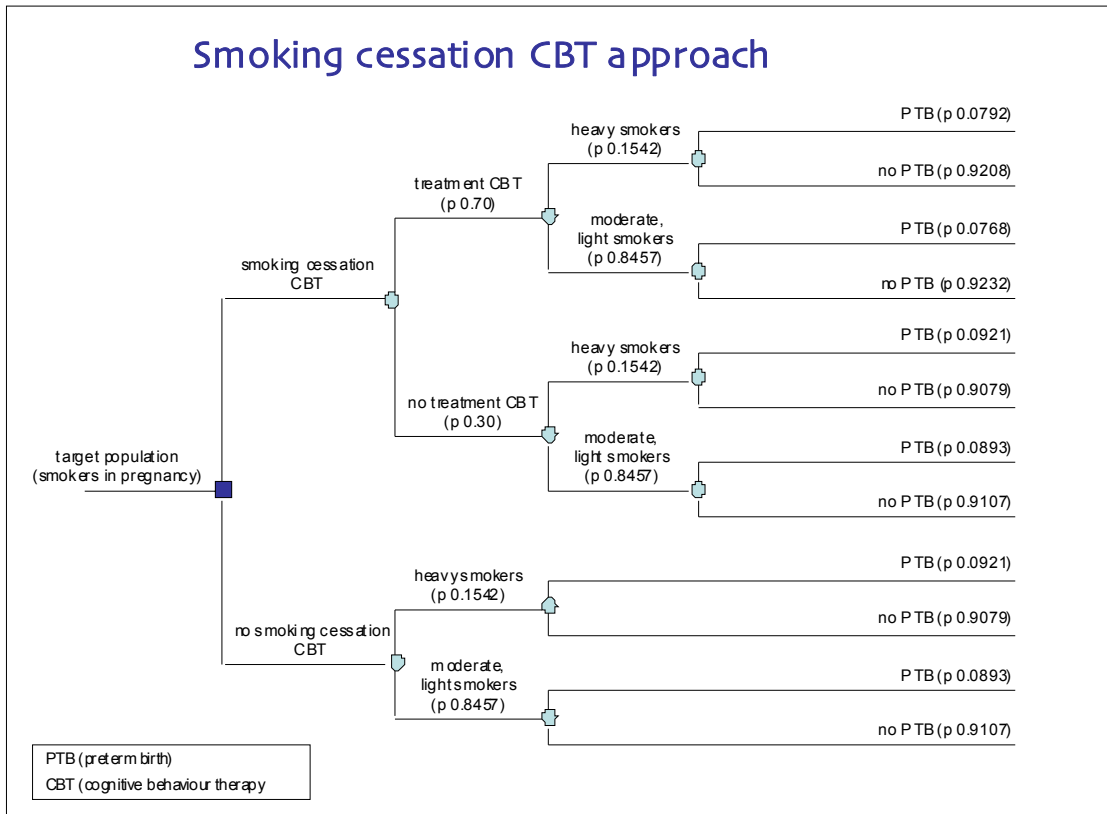 Smoking cessation CBT approach
PTB (p 0.0792)
heavy smokers
(p 0.1542)
no PTB (p 0.9208)
treatment CBT
(p 0.70)
moderate,
light smokers
(p 0.8457)
PTB (p 0.0768)
no PTB (p 0.9232)
smoking cessation
CBT
PTB (p 0.0921)
heavy smokers
(p 0.1542)
no PTB (p 0.9079)
no treatment CBT
(p 0.30)
moderate,
light smokers
(p 0.8457)
PTB (p 0.0893)
no PTB (p 0.9107)
target population
(smokers in pregnancy)
PTB (p 0.0921)
heavy smokers
(p 0.1542)
no PTB (p 0.9079)
no smoking cessation
CBT
moderate,
light smokers
(p 0.8457)
PTB (p 0.0893)
no PTB (p 0.9107)
PTB (preterm birth)
CBT (cognitive behaviour therapy